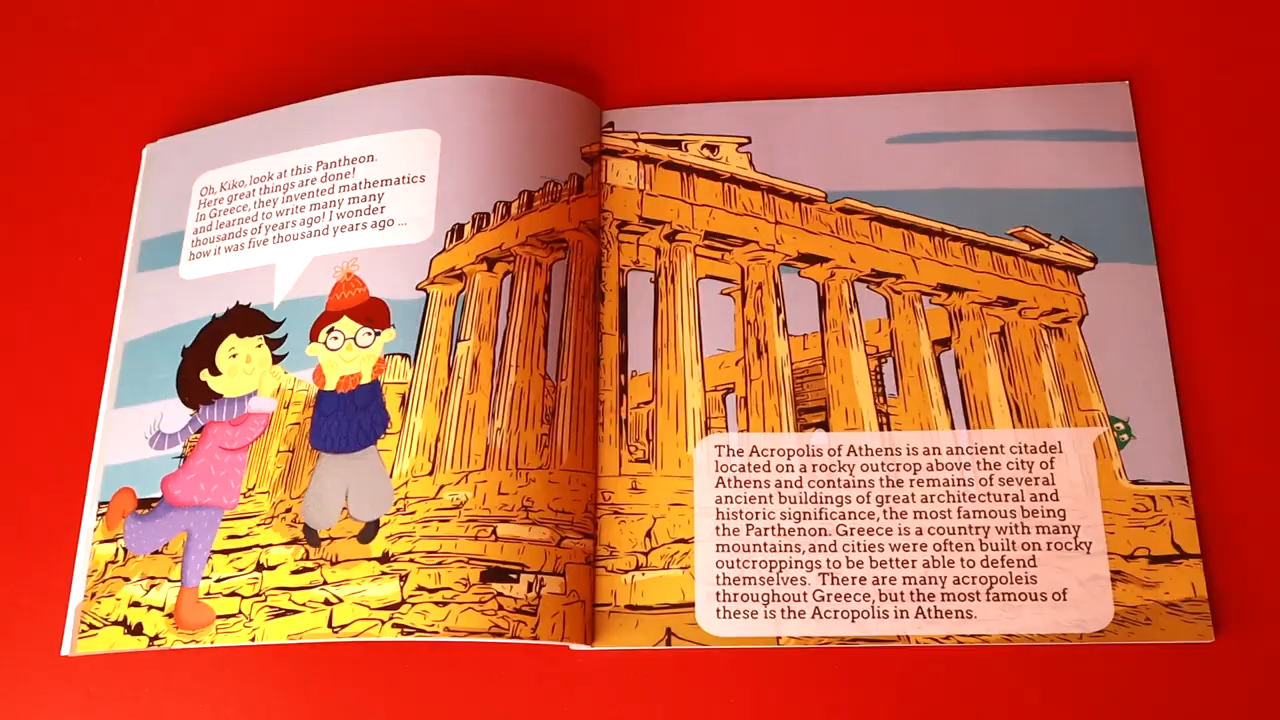 Oh, Kiko, look at this Pantheon.
Here great things are done!
In Greece, they invented mathematics
and learned to write many many
thousands of years ago! I wonder
how it was five thousand years ago ...
The Acropolis of Athens is an ancient citadel
located on a rocky outcrop above the city of
Athens and contains the remains of several
ancient buildings of great architectural and
historic significance, the most famous being
the Parthenon. Greece is a country with many
mountains, and cities were often built on rocky
outcroppings to be better able to defend
themselves. There are many acropoleis
throughout Greece, but the most famous of
these is the Acropolis in Athens.